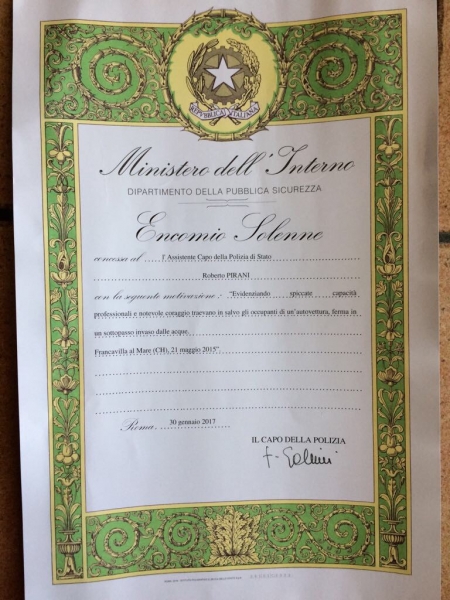 REPVBBLICA ITALIANA
Ministero dell'Interno
DIPARTIMENTO DELLA PUBBLICA SICUREZZA
Encomio Solenne
concesso al l' Assistente Capo della Polizia di Stato
Roberto PIRANI
con la seguente motivazione: "Evidenziando spiccate capacità
professionali e notevole coraggio traevano in salvo gli occupanti di un'autovettura, ferma in
un sottopasso invaso dalle acque.
Francavilla al Mare (CH), 21 maggio 2015"
Roma, 30 gennaio 2017
IL CAPO DELLA POLIZIA